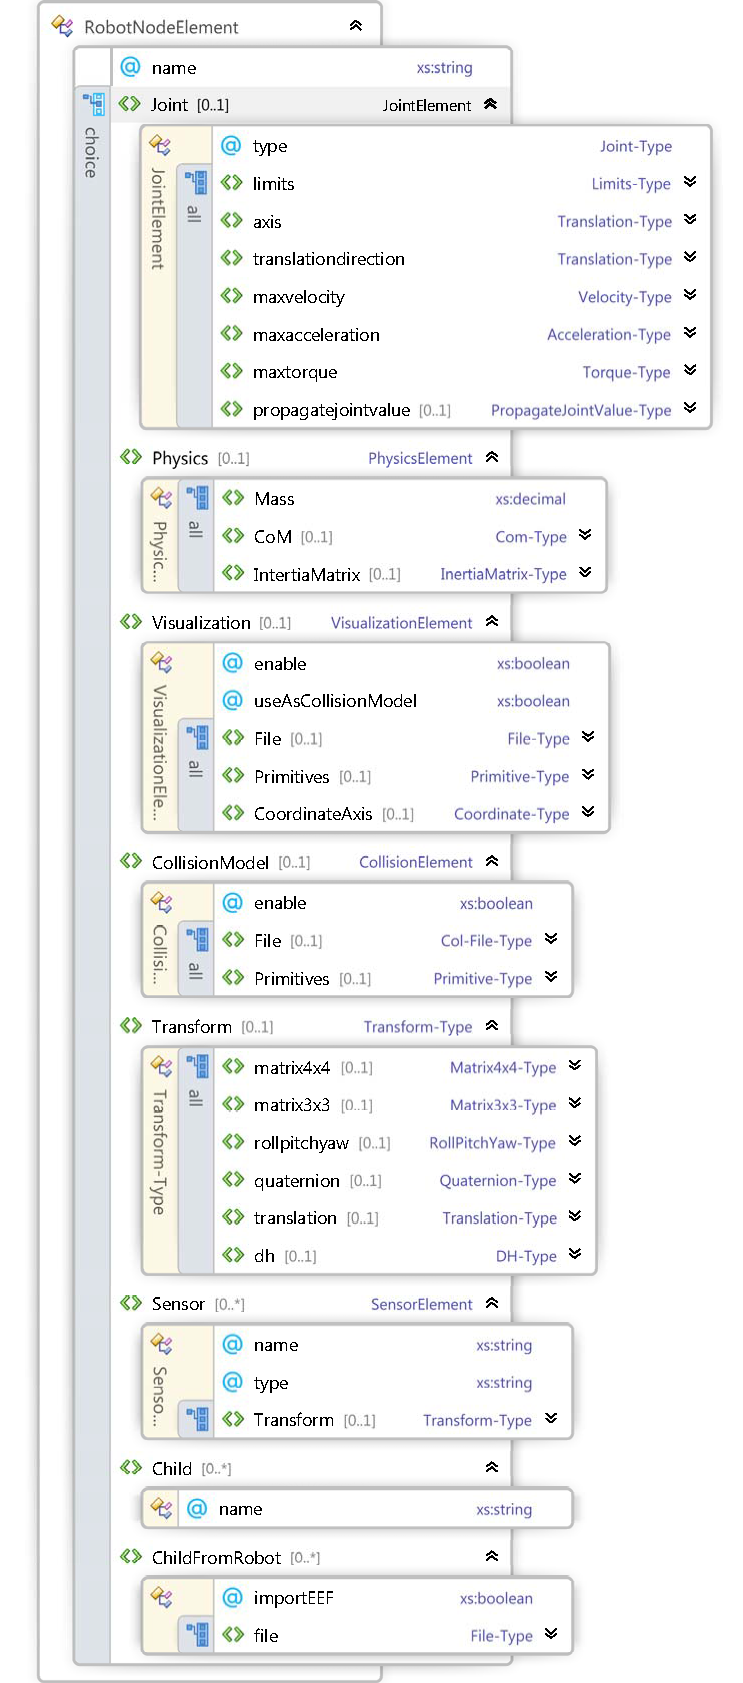 RobotNodeElement
@ name xs:string
choice
Joint [0..1] JointElement
JointElement
all
@ type Joint-Type
limits Limits-Type
axis Translation-Type
translationdirection Translation-Type
maxvelocity Velocity-Type
maxacceleration Acceleration-Type
maxtorque Torque-Type
propagatejointvalue [0..1] PropagateJointValue-Type
Physics [0..1] PhysicsElement
Physic...
all
Mass xs:decimal
CoM [0..1] Com-Type
IntertiaMatrix [0..1] InertiaMatrix-Type
Visualization [0..1] VisualizationElement
VisualizationEle...
all
@ enable xs:boolean
@ useAsCollisionModel xs:boolean
File [0..1] File-Type
Primitives [0..1] Primitive-Type
CoordinateAxis [0..1] Coordinate-Type
CollisionModel [0..1] CollisionElement
Collisi...
all
@ enable xs:boolean
File [0..1] Col-File-Type
Primitives [0..1] Primitive-Type
Transform [0..1] Transform-Type
Transform-Type
all
matrix4x4 [0..1] Matrix4x4-Type
matrix3x3 [0..1] Matrix3x3-Type
rollpitchyaw [0..1] RollPitchYaw-Type
quaternion [0..1] Quaternion-Type
translation [0..1] Translation-Type
dh [0..1] DH-Type
Sensor [0..*] SensorElement
Senso...
@ name xs:string
@ type xs:string
Transform [0..1] Transform-Type
Child [0..*]
@ name xs:string
ChildFromRobot [0..*]
@ importEEF xs:boolean
file File-Type